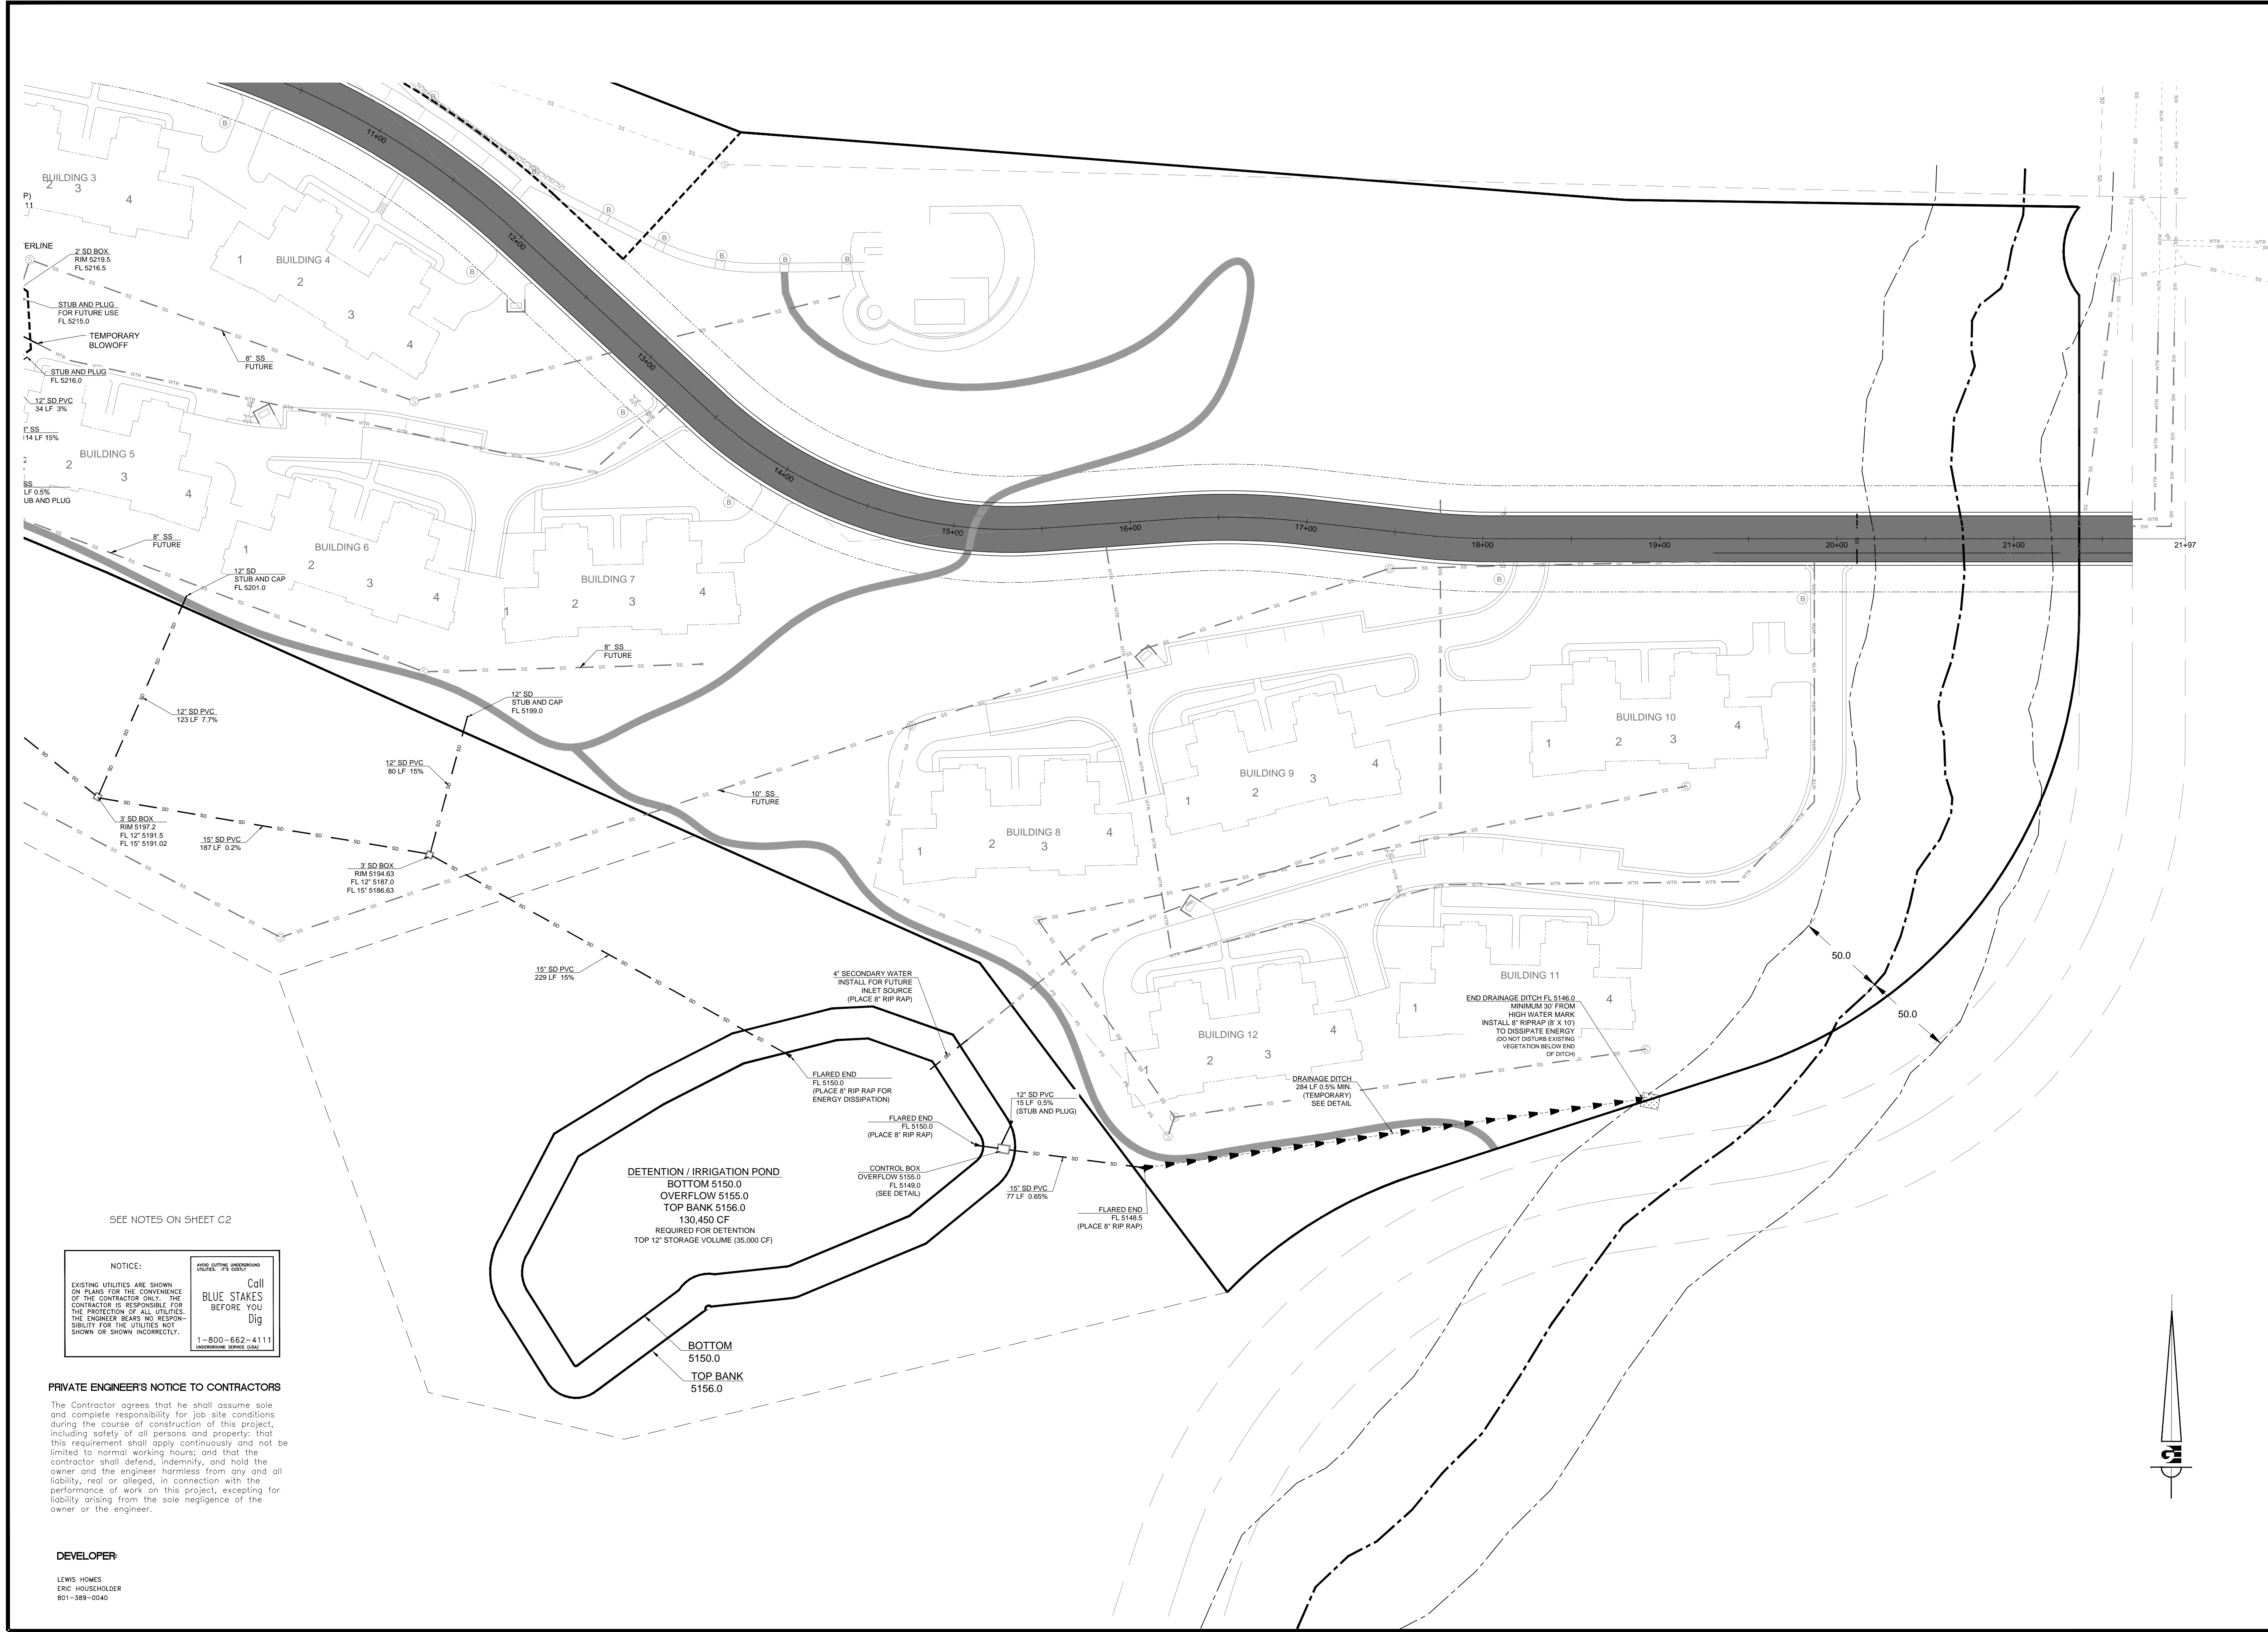 11+00
12+00
13+00
14+00
15+00
16+00
17+00
18+00
19+00
20+00
21+00
21+97
BUILDING 3
2
3
4
P)
11
BUILDING 4
1
2
3
4
TERLINE
2' SD BOX
RIM 5219.5
FL 5216.5
STUB AND PLUG
FOR FUTURE USE
FL 5215.0
TEMPORARY
BLOWOFF
STUB AND PLUG
FL 5216.0
8" SS
FUTURE
12" SD PVC
34 LF 3%
8" SS
114 LF 15%
BUILDING 5
2
3
4
SS
LF 0.5%
UB AND PLUG
8" SS
FUTURE
BUILDING 6
1
2
3
4
12" SD
STUB AND CAP
FL 5201.0
BUILDING 7
1
2
3
4
8" SS
FUTURE
12" SD PVC
123 LF 7.7%
12" SD
STUB AND CAP
FL 5199.0
12" SD PVC
80 LF 15%
3' SD BOX
RIM 5197.2
FL 12" 5191.5
FL 15" 5191.02
15" SD PVC
187 LF 0.2%
3' SD BOX
RIM 5194.63
FL 12" 5187.0
FL 15" 5186.63
10" SS
FUTURE
BUILDING 8
1
2
3
4
BUILDING 9
1
2
3
4
BUILDING 10
1
2
3
4
15" SD PVC
229 LF 15%
4" SECONDARY WATER
INSTALL FOR FUTURE
INLET SOURCE
(PLACE 8" RIP RAP)
BUILDING 11
1
4
50.0
50.0
END DRAINAGE DITCH FL 5146.0
MINIMUM 30' FROM
HIGH WATER MARK
INSTALL 8" RIPRAP (8' X 10')
TO DISSIPATE ENERGY
(DO NOT DISTURB EXISTING
VEGETATION BELOW END
OF DITCH)
BUILDING 12
1
2
3
4
DRAINAGE DITCH
284 LF 0.5% MIN.
(TEMPORARY)
SEE DETAIL
FLARED END
FL 5150.0
(PLACE 8" RIP RAP FOR
ENERGY DISSIPATION)
12" SD PVC
15 LF 0.5%
(STUB AND PLUG)
FLARED END
FL 5150.0
(PLACE 8" RIP RAP)
CONTROL BOX
OVERFLOW 5155.0
FL 5149.0
(SEE DETAIL)
15" SD PVC
77 LF 0.65%
FLARED END
FL 5148.5
(PLACE 8" RIP RAP)
DETENTION / IRRIGATION POND
BOTTOM 5150.0
OVERFLOW 5155.0
TOP BANK 5156.0
130,450 CF
REQUIRED FOR DETENTION
TOP 12" STORAGE VOLUME (35,000 CF)
BOTTOM
5150.0
TOP BANK
5156.0
SEE NOTES ON SHEET C2
NOTICE:
EXISTING UTILITIES ARE SHOWN
ON PLANS FOR THE CONVENIENCE
OF THE CONTRACTOR ONLY. THE
CONTRACTOR IS RESPONSIBLE FOR
THE PROTECTION OF ALL UTILITIES.
THE ENGINEER BEARS NO RESPON-
SIBILITY FOR THE UTILITIES NOT
SHOWN OR SHOWN INCORRECTLY.
AVOID CUTTING UNDERGROUND
UTILITIES. IT'S COSTLY
Call
BLUE STAKES
BEFORE YOU
Dig
1-800-662-4111
UNDERGROUND SERVICE (USA)
PRIVATE ENGINEER'S NOTICE TO CONTRACTORS
The Contractor agrees that he shall assume sole
and complete responsibility for job site conditions
during the course of construction of this project,
including safety of all persons and property: that
this requirement shall apply continuously and not be
limited to normal working hours; and that the
contractor shall defend, indemnify, and hold the
owner and the engineer harmless from any and all
liability, real or alleged, in connection with the
performance of work on this project, excepting for
liability arising from the sole negligence of the
owner or the engineer.
DEVELOPER:
LEWIS HOMES
ERIC HOUSEHOLDER
801-389-0040